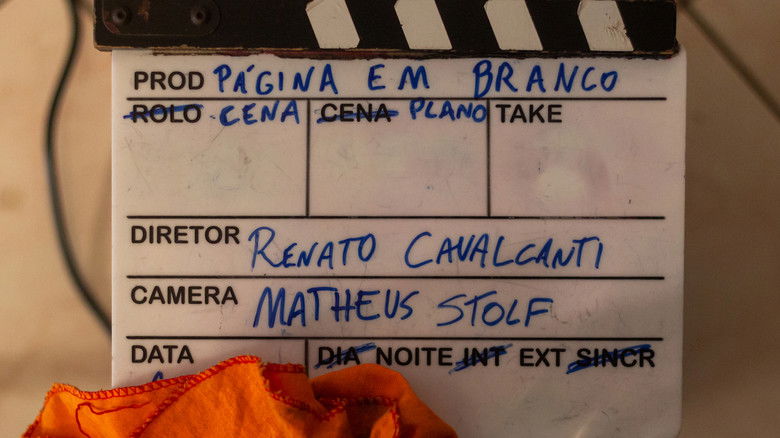 PROD PÁGINA EM BRANCO
ROLO CENA CENA PLANO TAKE
DIRETOR RENATO CAVALCANTI
CAMERA MATHEUS STOLF
DATA DIA NOITE INT EXT SINCR